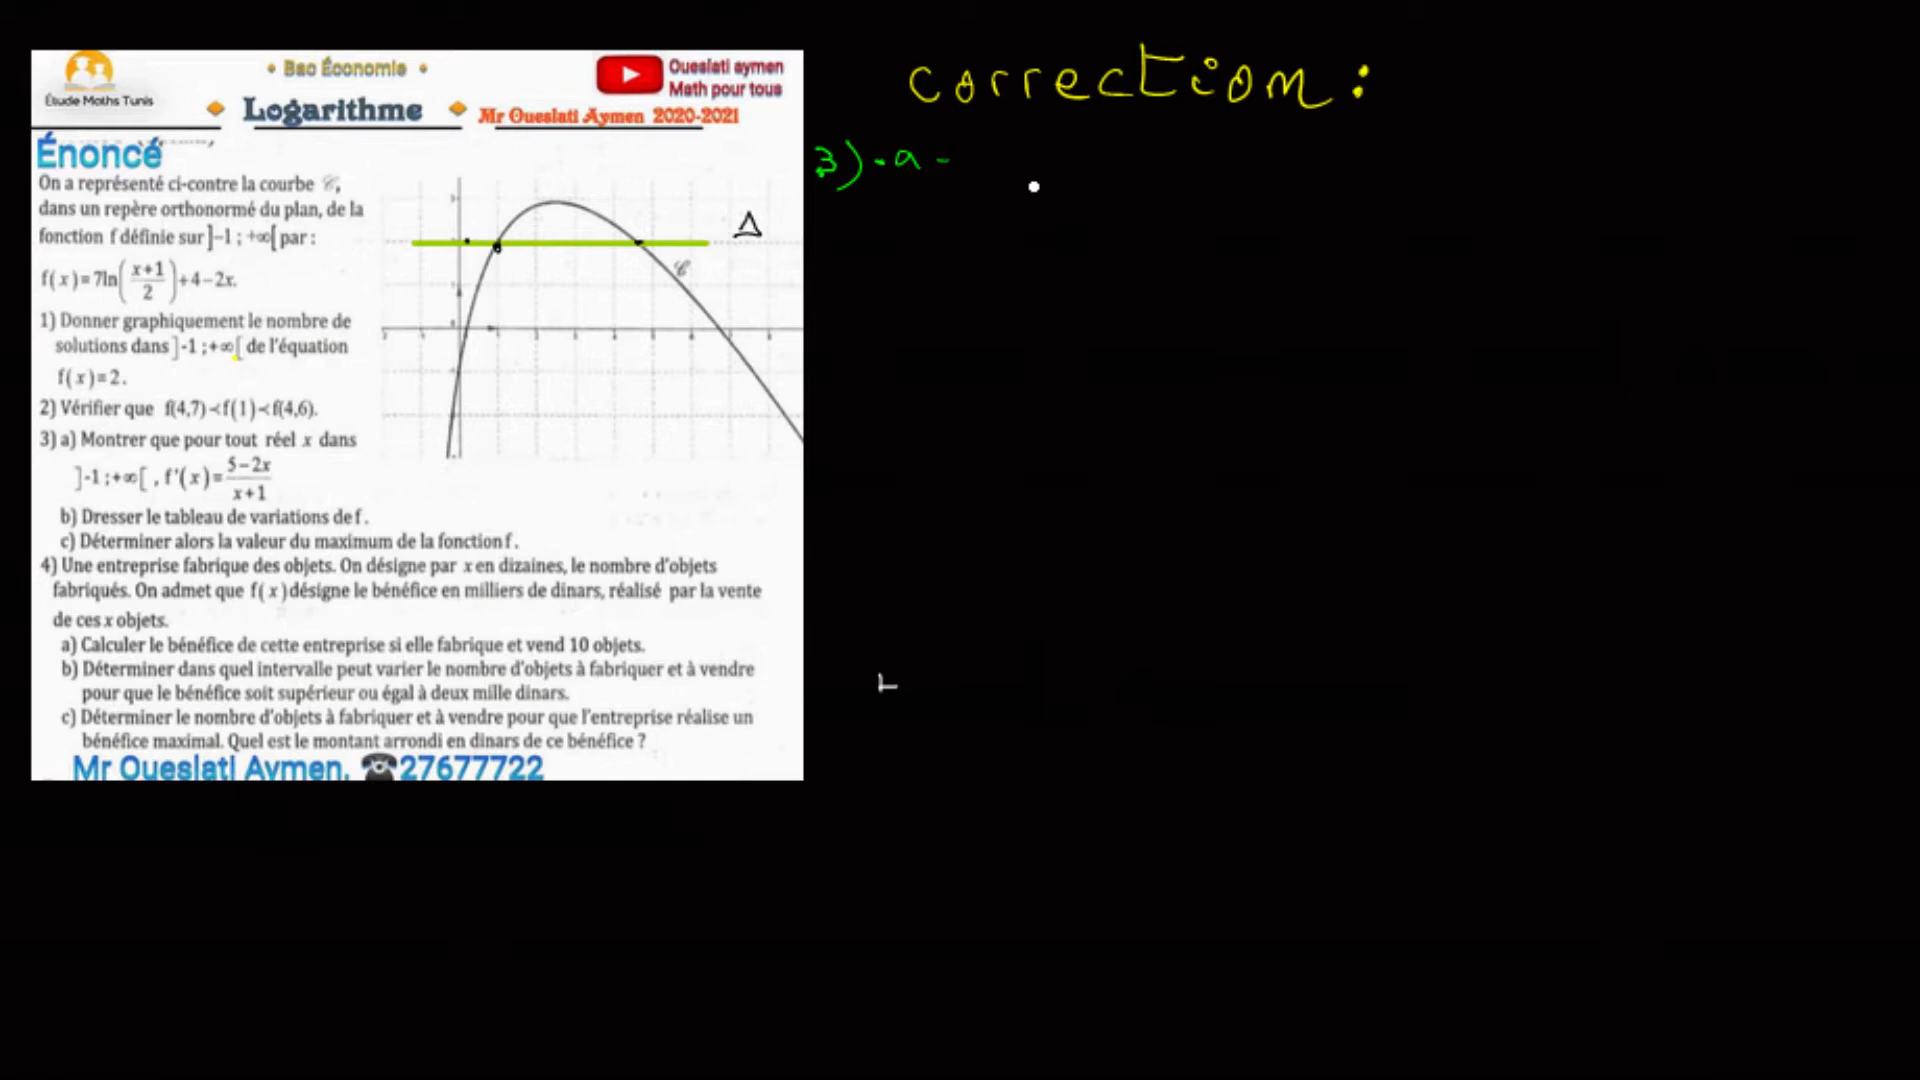 Étude Maths Tunis
• Bac Économie •
Logarithme
Oueslati aymen
Math pour tous
Mr Oueslati Aymen 2020-2021
Énoncé
On a représenté ci-contre la courbe 𝒞,
dans un repère orthonormé du plan, de la
fonction f définie sur ]−1 ; +∞[ par :
f(x)=7ln((x+1)/2)+4−2x.
1) Donner graphiquement le nombre de
solutions dans ]-1 ;+∞[ de l'équation
f(x)=2.
2) Vérifier que f(4,7)<f(1)<f(4,6).
3) a) Montrer que pour tout réel x dans
]-1 ;+∞[ , f'(x)=(5−2x)/(x+1)
b) Dresser le tableau de variations de f.
c) Déterminer alors la valeur du maximum de la fonction f.
4) Une entreprise fabrique des objets. On désigne par x en dizaines, le nombre d'objets
fabriqués. On admet que f(x) désigne le bénéfice en milliers de dinars, réalisé par la vente
de ces x objets.
a) Calculer le bénéfice de cette entreprise si elle fabrique et vend 10 objets.
b) Déterminer dans quel intervalle peut varier le nombre d'objets à fabriquer et à vendre
pour que le bénéfice soit supérieur ou égal à deux mille dinars.
c) Déterminer le nombre d'objets à fabriquer et à vendre pour que l'entreprise réalise un
bénéfice maximal. Quel est le montant arrondi en dinars de ce bénéfice ?
Mr Oueslati Aymen. ☎27677722
Δ
𝒞
correction :
3) - a -